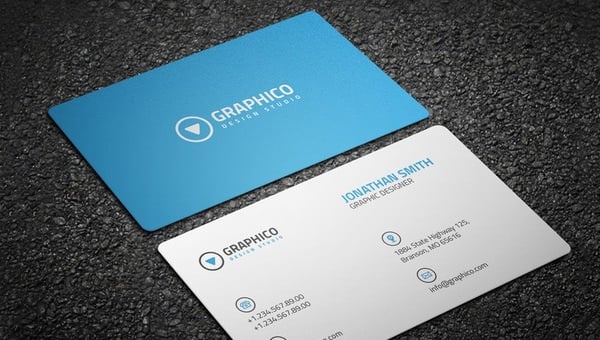 GRAPHICO
DESIGN STUDIO
JONATHAN SMITH
GRAPHIC DESIGNER
GRAPHICO
DESIGN STUDIO
1884 State Highway 125,
Branson, MO 65616
+1.234.567.89.00
+1.234.567.89.00
info@graphico.com
.com